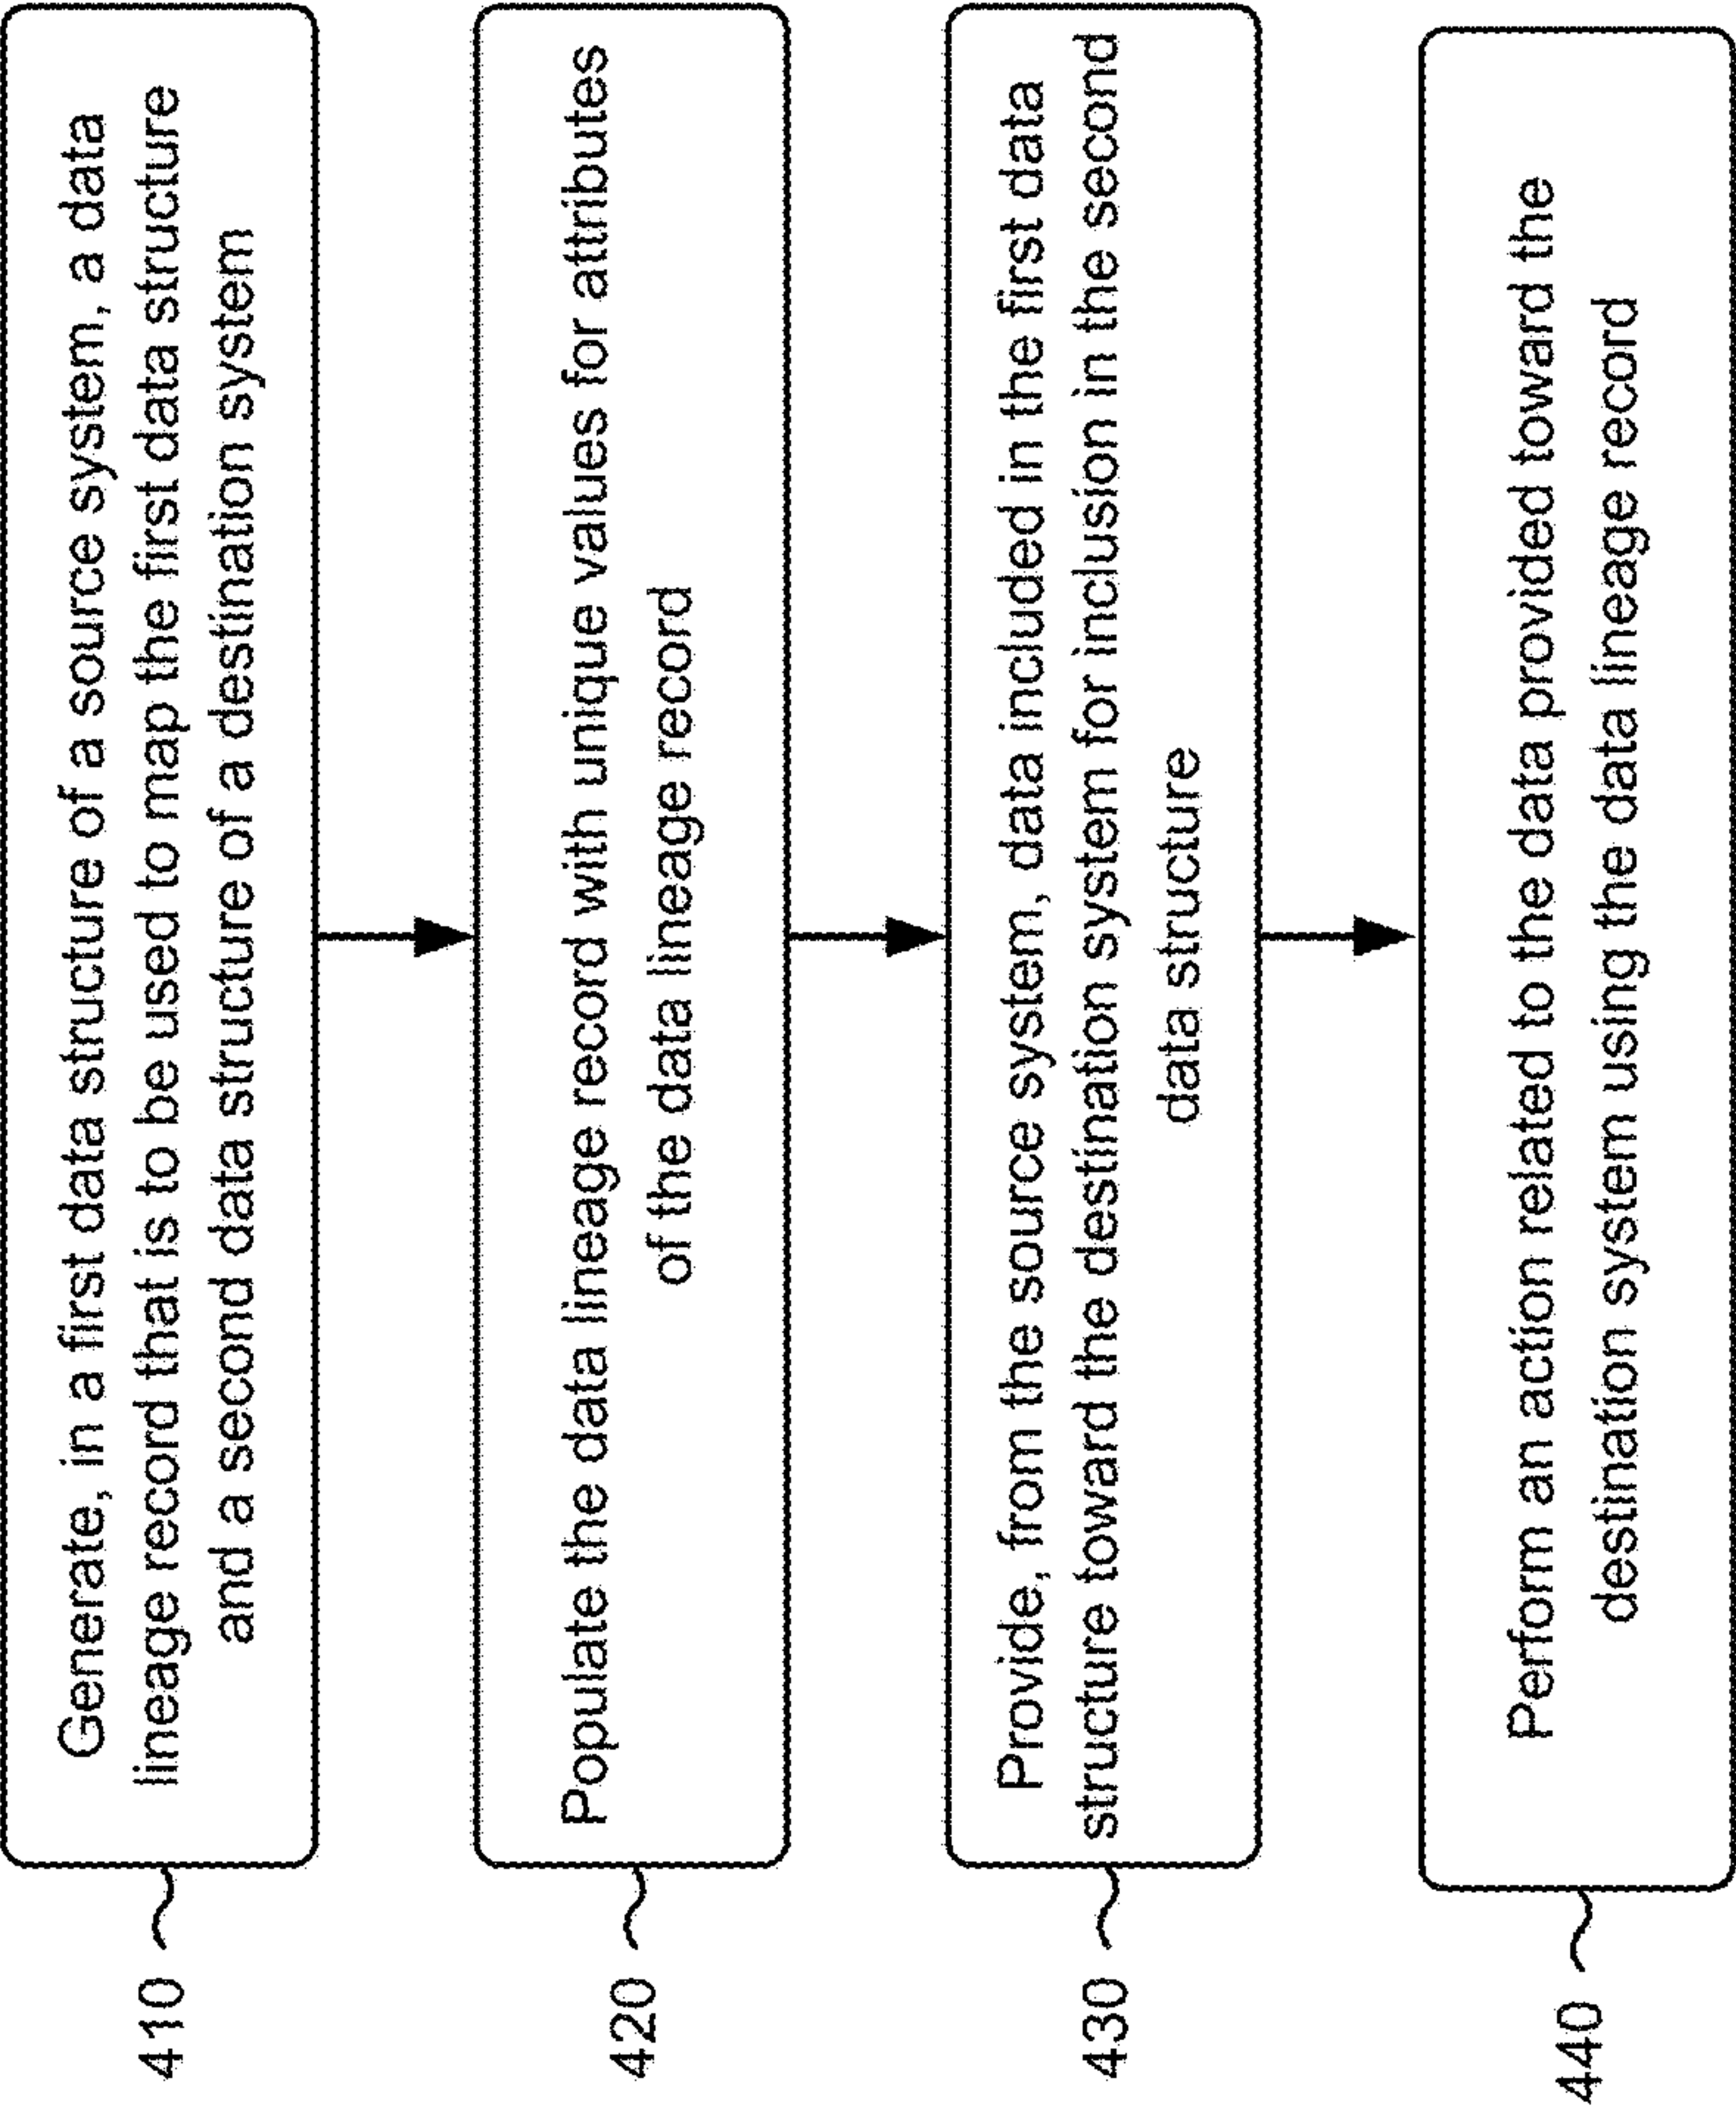 410
Generate, in a first data structure of a source system, a data
lineage record that is to be used to map the first data structure
and a second data structure of a destination system
420
Populate the data lineage record with unique values for attributes
of the data lineage record
430
Provide, from the source system, data included in the first data
structure toward the destination system for inclusion in the second
data structure
440
Perform an action related to the data provided toward the
destination system using the data lineage record